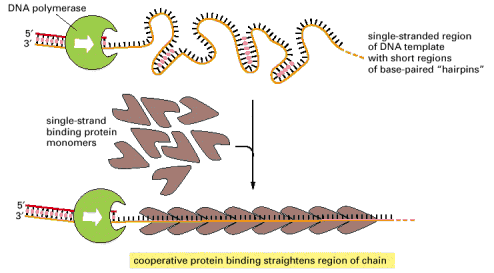 DNA polymerase
5′
3′
single-stranded region
of DNA template
with short regions
of base-paired “hairpins”
single-strand
binding protein
monomers
5′
3′
cooperative protein binding straightens region of chain